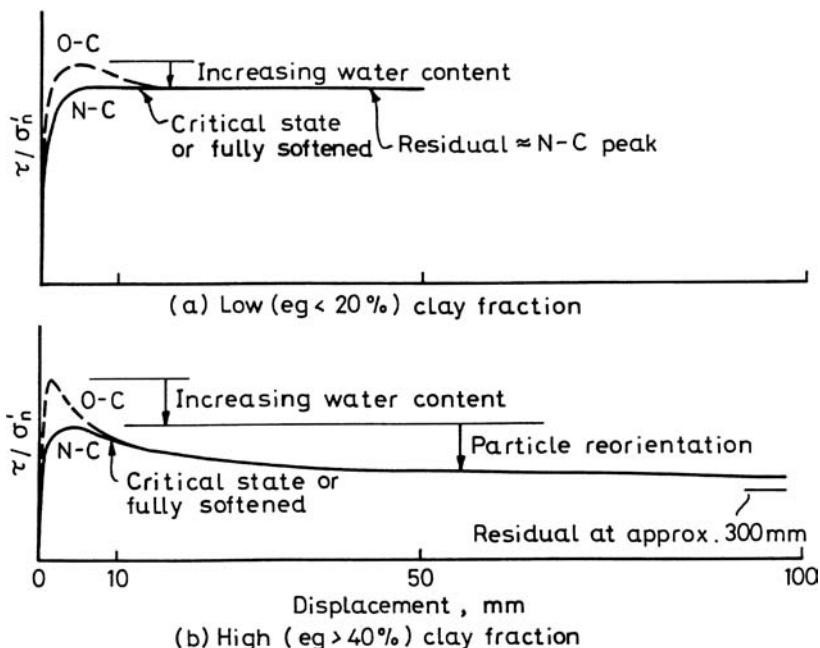 O-C
Increasing water content
N-C
Critical state
or fully softened
Residual ≈ N-C peak
τ/σ'n
(a) Low (eg < 20%) clay fraction
Increasing water content
O-C
N-C
Particle reorientation
Critical state or
fully softened
Residual at approx. 300mm
τ/σ'n
0 10 50 100
Displacement, mm
(b) High (eg > 40%) clay fraction